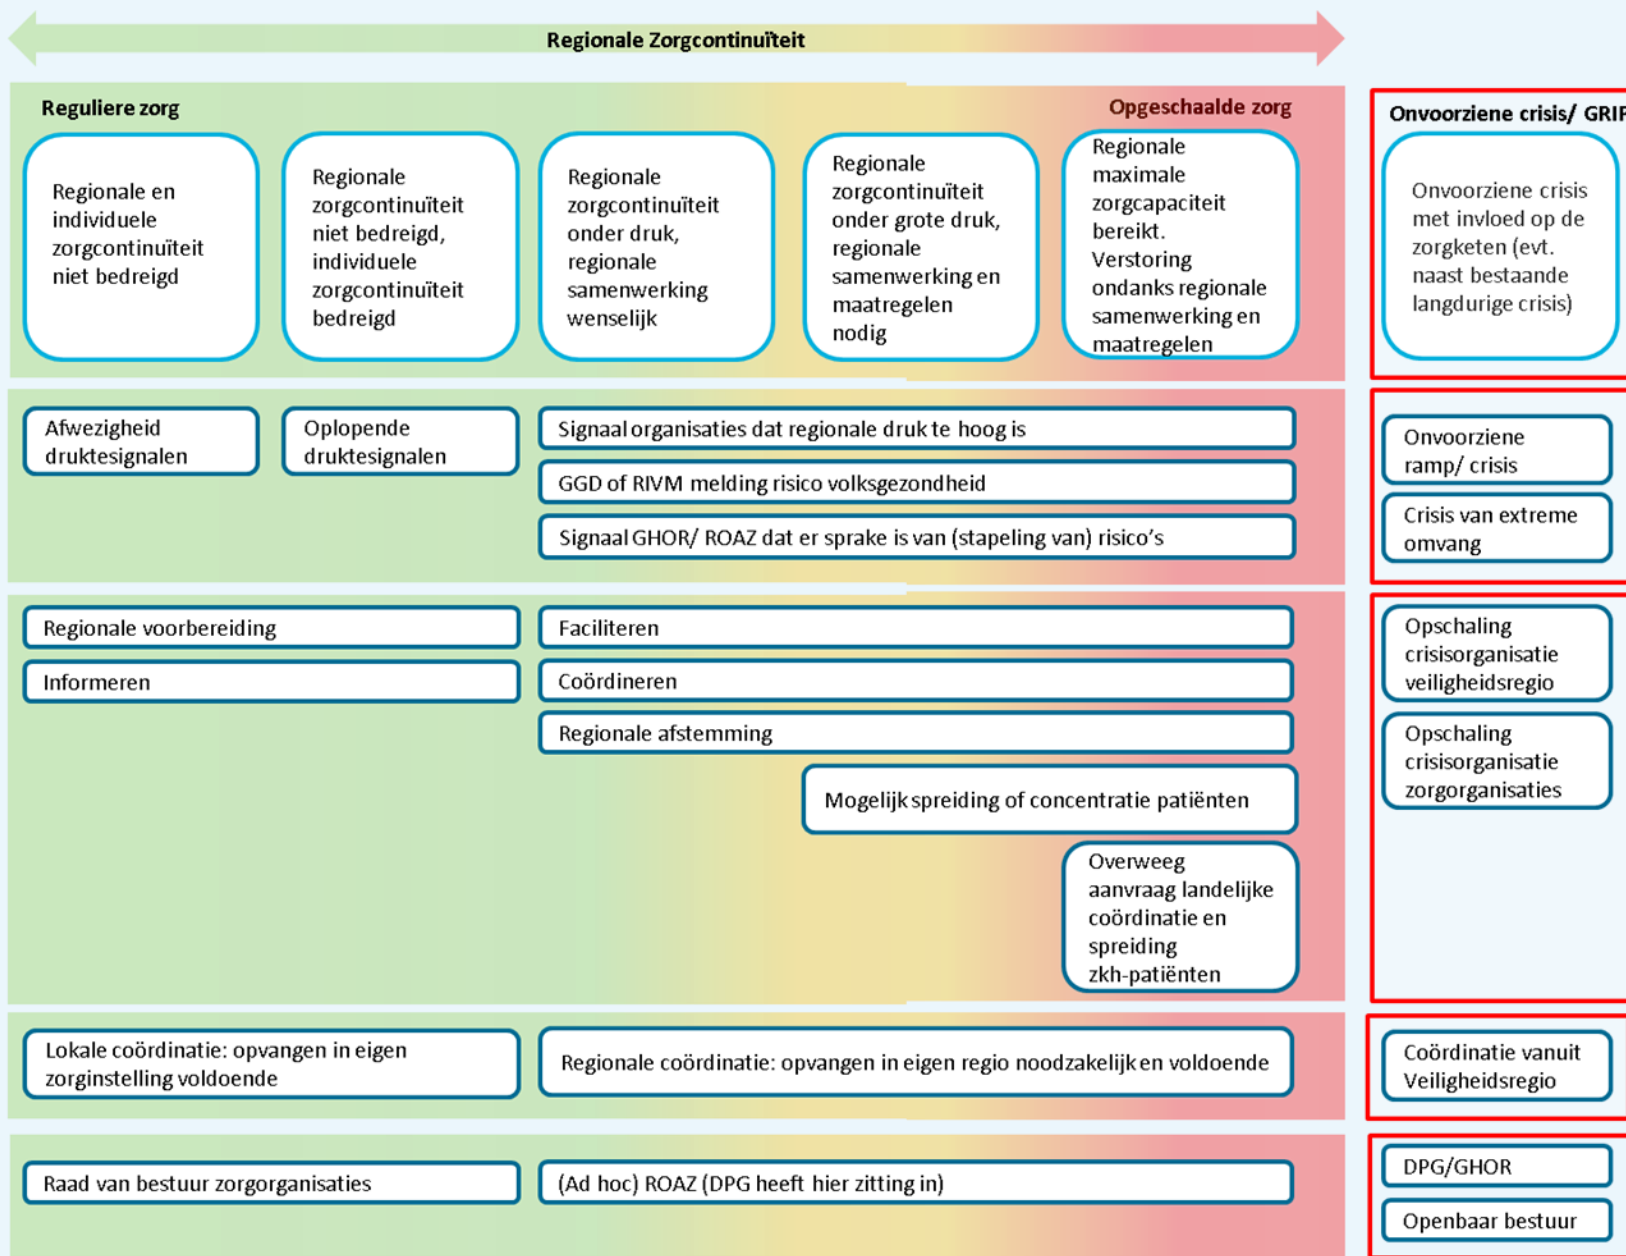 Regionale Zorgcontinuïteit
Reguliere zorg
Opgeschaalde zorg
Onvoorziene crisis/ GRIP
Regionale en
individuele
zorgcontinuïteit
niet bedreigd
Regionale
zorgcontinuïteit
niet bedreigd,
individuele
zorgcontinuïteit
bedreigd
Regionale
zorgcontinuïteit
onder druk,
regionale
samenwerking
wenselijk
Regionale
zorgcontinuïteit
onder grote druk,
regionale
samenwerking en
maatregelen
nodig
Regionale
maximale
zorgcapaciteit
bereikt.
Verstoring
ondanks regionale
samenwerking en
maatregelen
Onvoorziene crisis
met invloed op de
zorgketen (evt.
naast bestaande
langdurige crisis)
Afwezigheid
druktesignalen
Oplopende
druktesignalen
Signaal organisaties dat regionale druk te hoog is
GGD of RIVM melding risico volksgezondheid
Signaal GHOR/ ROAZ dat er sprake is van (stapeling van) risico's
Onvoorziene
ramp/ crisis
Crisis van extreme
omvang
Regionale voorbereiding
Informeren
Faciliteren
Coördineren
Regionale afstemming
Mogelijk spreiding of concentratie patiënten
Overweeg
aanvraag landelijke
coördinatie en
spreiding
zkh-patiënten
Opschaling
crisisorganisatie
veiligheidsregio
Opschaling
crisisorganisatie
zorgorganisaties
Lokale coördinatie: opvangen in eigen
zorginstelling voldoende
Regionale coördinatie: opvangen in eigen regio noodzakelijk en voldoende
Coördinatie vanuit
Veiligheidsregio
Raad van bestuur zorgorganisaties
(Ad hoc) ROAZ (DPG heeft hier zitting in)
DPG/GHOR
Openbaar bestuur